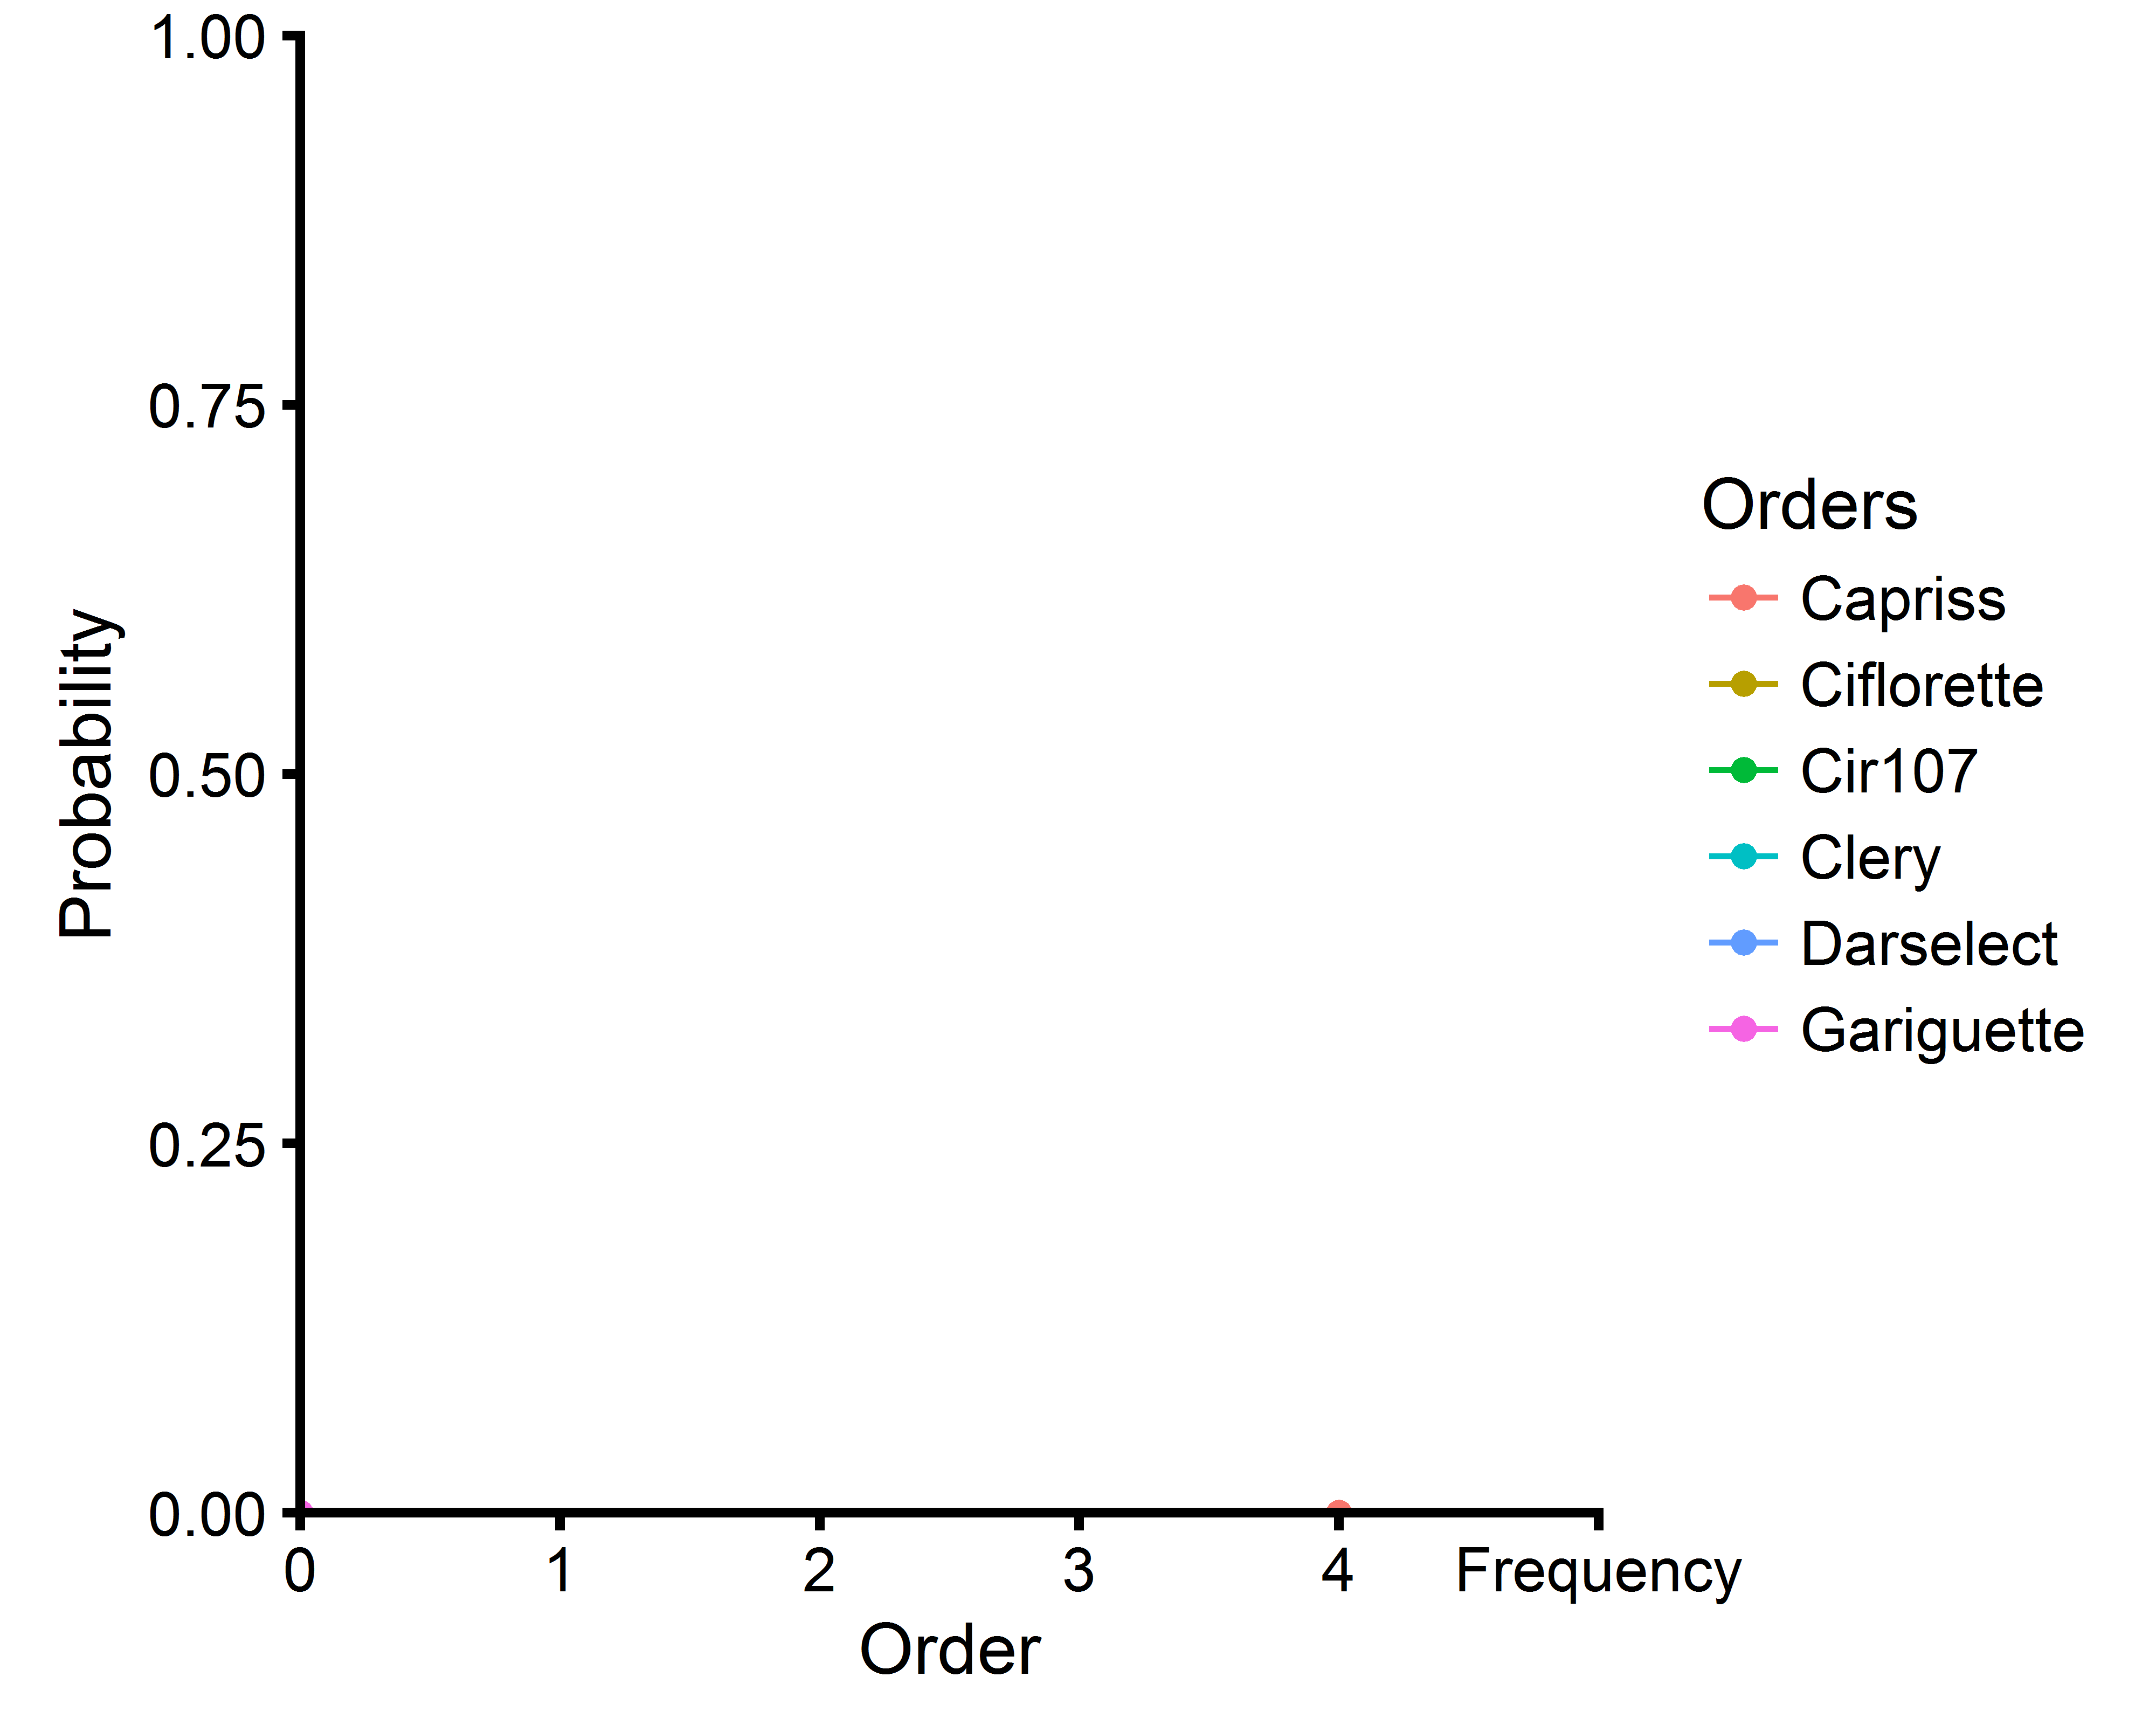 1.00
0.75
0.50
0.25
0.00
Probability
0 1 2 3 4 Frequency
Order
Orders
Capriss
Ciflorette
Cir107
Clery
Darselect
Gariguette